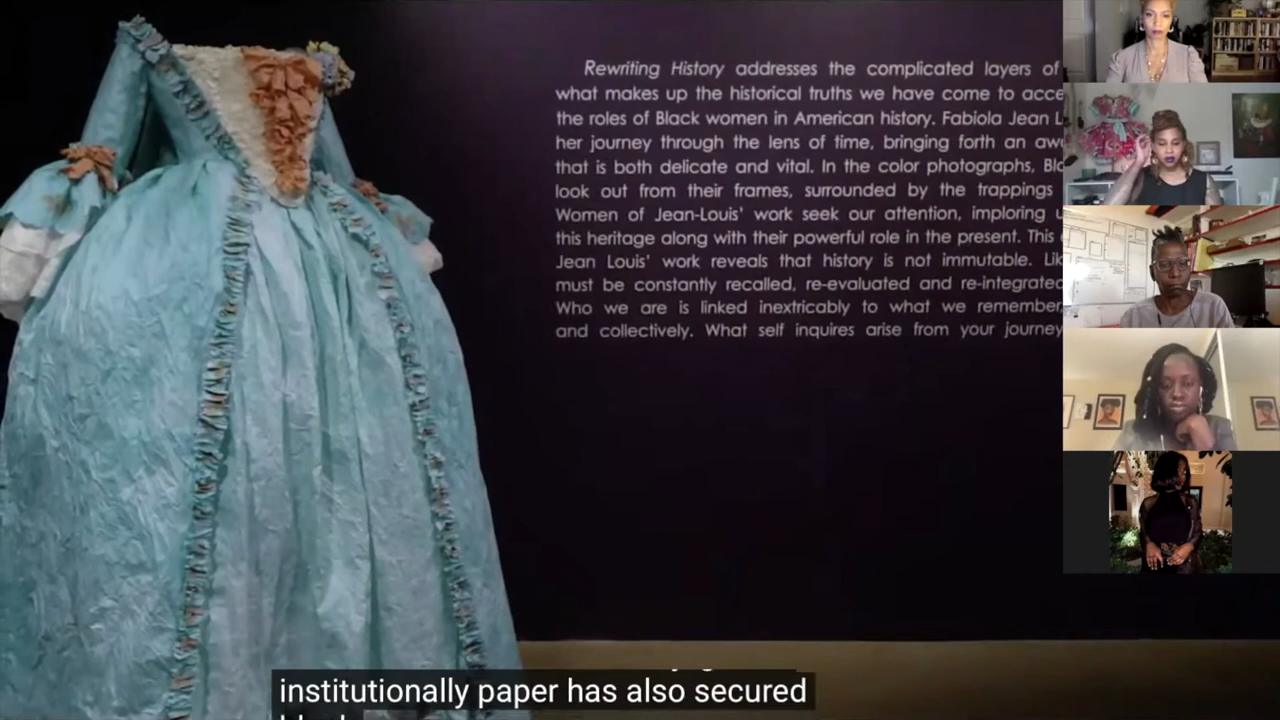 Rewriting History addresses the complicated layers of
what makes up the historical truths we have come to acce
the roles of Black women in American history. Fabiola Jean L
her journey through the lens of time, bringing forth an aw
that is both delicate and vital. In the color photographs, Bl
look out from their frames, surrounded by the trappings
Women of Jean-Louis' work seek our attention, imploring u
this heritage along with their powerful role in the present. This
Jean Louis' work reveals that history is not immutable. Lik
must be constantly recalled, re-evaluated and re-integrated
Who we are is linked inextricably to what we remember,
and collectively. What self inquires arise from your journey
institutionally paper has also secured